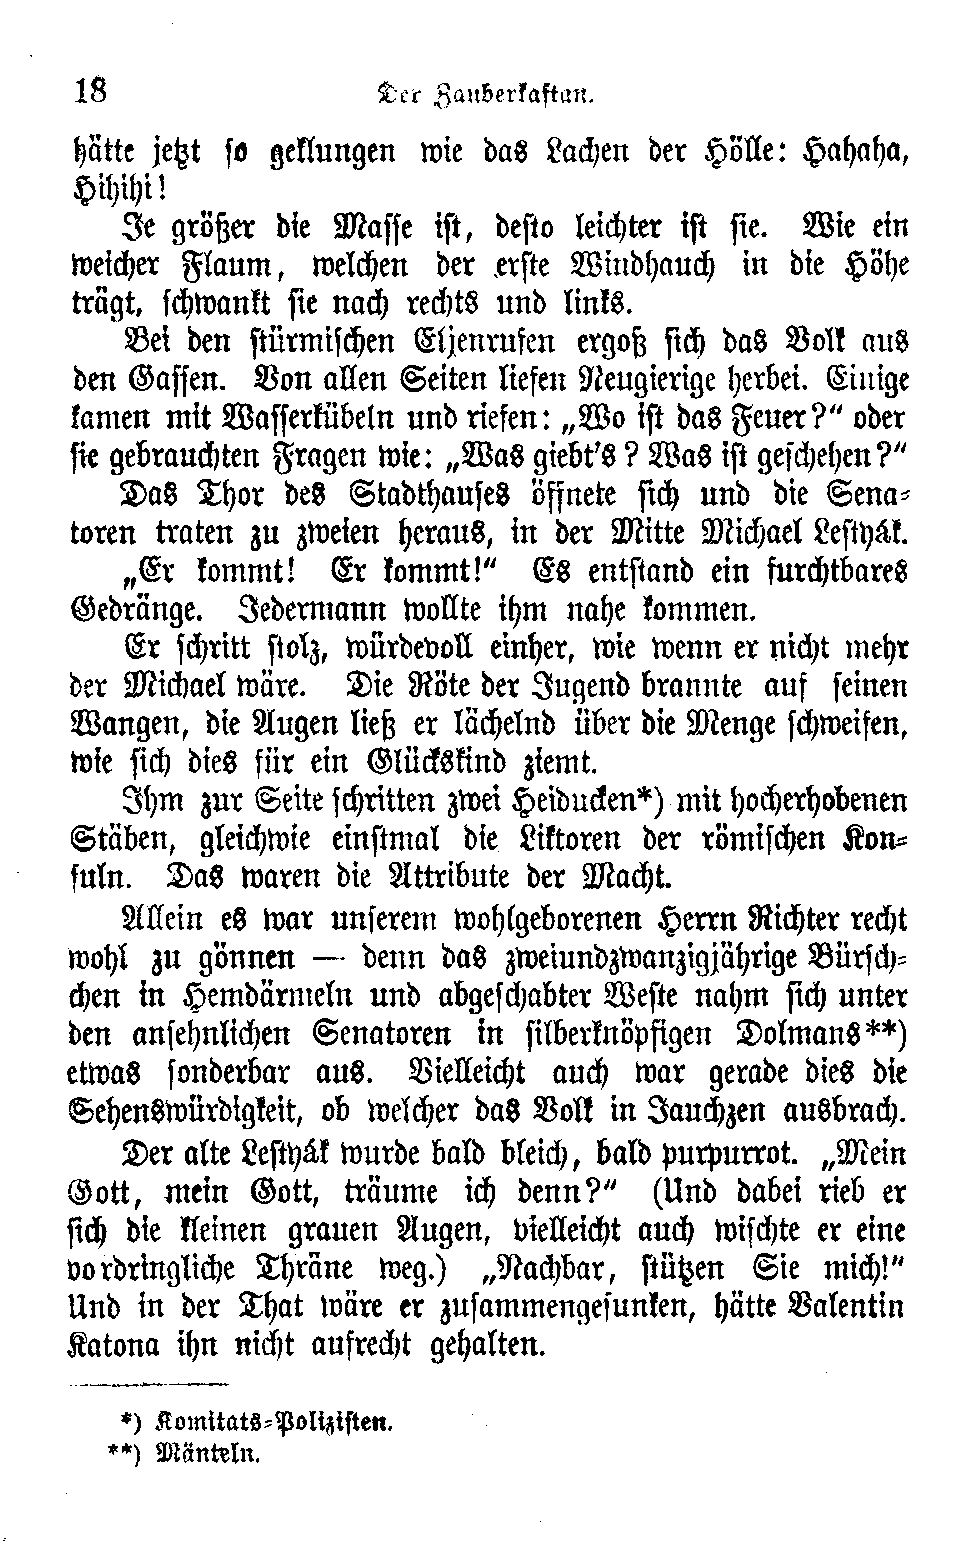 18 Der Zauberkaftan.
hätte jetzt so geklungen wie das Lachen der Hölle: Hahaha,
Hihihi!
Je größer die Masse ist, desto leichter ist sie. Wie ein
weicher Flaum, welchen der erste Windhauch in die Höhe
trägt, schwankt sie nach rechts und links.
Bei den stürmischen Eljenrufen ergoß sich das Volk aus
den Gassen. Von allen Seiten liefen Neugierige herbei. Einige
kamen mit Wasserkübeln und riefen: „Wo ist das Feuer?" oder
sie gebrauchten Fragen wie: „Was giebt's? Was ist geschehen?"
Das Thor des Stadthauses öffnete sich und die Sena-
toren traten zu zweien heraus, in der Mitte Michael Lestyák.
„Er kommt! Er kommt!" Es entstand ein furchtbares
Gedränge. Jedermann wollte ihm nahe kommen.
Er schritt stolz, würdevoll einher, wie wenn er nicht mehr
der Michael wäre. Die Röte der Jugend brannte auf seinen
Wangen, die Augen ließ er lächelnd über die Menge schweifen,
wie sich dies für ein Glückskind ziemt.
Ihm zur Seite schritten zwei Heiducken*) mit hocherhobenen
Stäben, gleichwie einstmal die Liktoren der römischen Kon-
suln. Das waren die Attribute der Macht.
Allein es war unserem wohlgeborenen Herrn Richter recht
wohl zu gönnen — denn das zweiundzwanzigjährige Bürsch-
chen in Hemdärmeln und abgeschabter Weste nahm sich unter
den ansehnlichen Senatoren in silberknöpfigen Dolmans**)
etwas sonderbar aus. Vielleicht auch war gerade dies die
Sehenswürdigkeit, ob welcher das Volk in Jauchzen ausbrach.
Der alte Lestyák wurde bald bleich, bald purpurrot. „Mein
Gott, mein Gott, träume ich denn?" (Und dabei rieb er
sich die kleinen grauen Augen, vielleicht auch wischte er eine
vordringliche Thräne weg.) „Nachbar, stützen Sie mich!"
Und in der That wäre er zusammengesunken, hätte Valentin
Katona ihn nicht aufrecht gehalten.
*) Komitats-Polizisten.
**) Mänteln.